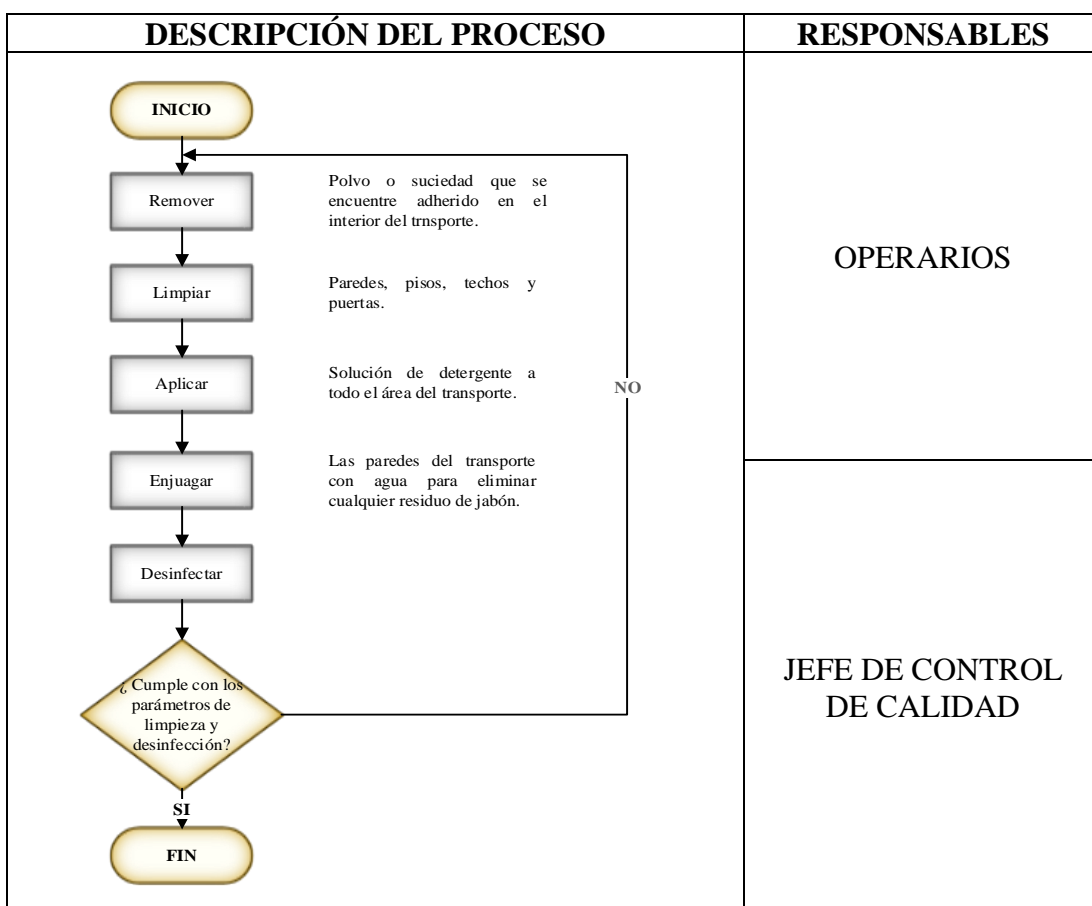 DESCRIPCIÓN DEL PROCESO
RESPONSABLES
INICIO
Remover
Polvo o suciedad que se
encuentre adherido en el
interior del trnsporte.
OPERARIOS
Limpiar
Paredes, pisos, techos y
puertas.
Aplicar
Solución de detergente a
todo el área del transporte.
NO
Enjuagar
Las paredes del transporte
con agua para eliminar
cualquier residuo de jabón.
Desinfectar
¿ Cumple con los
parámetros de
limpieza y
desinfección?
JEFE DE CONTROL
DE CALIDAD
SI
FIN